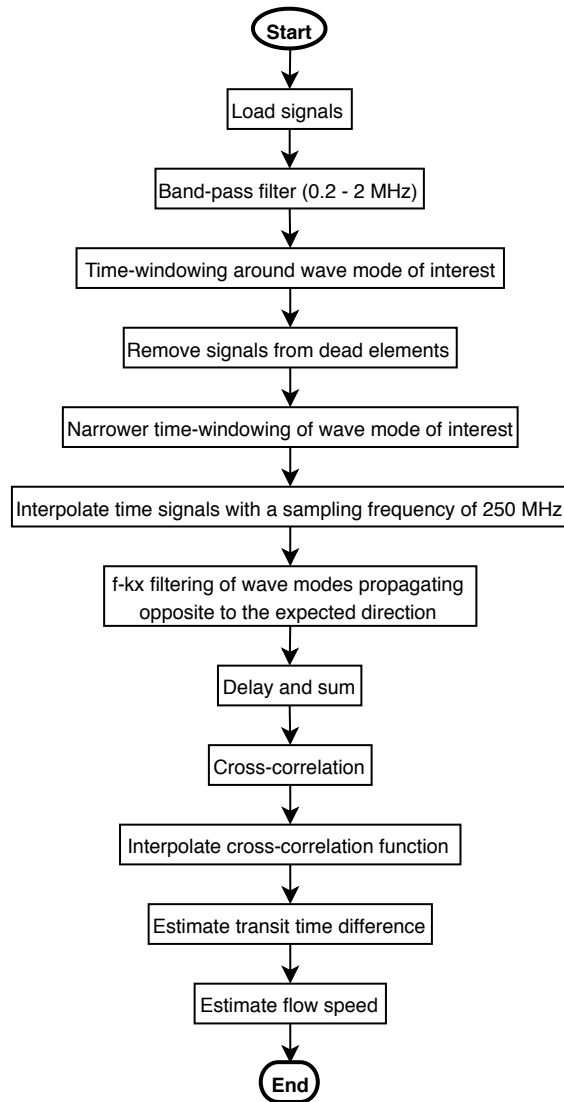 Start
Load signals
Band-pass filter (0.2 - 2 MHz)
Time-windowing around wave mode of interest
Remove signals from dead elements
Narrower time-windowing of wave mode of interest
Interpolate time signals with a sampling frequency of 250 MHz
f-kx filtering of wave modes propagating
opposite to the expected direction
Delay and sum
Cross-correlation
Interpolate cross-correlation function
Estimate transit time difference
Estimate flow speed
End